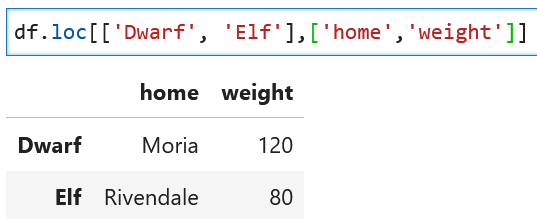 df.loc[['Dwarf', 'Elf'],['home','weight']]
home weight
Dwarf Moria 120
Elf Rivendale 80